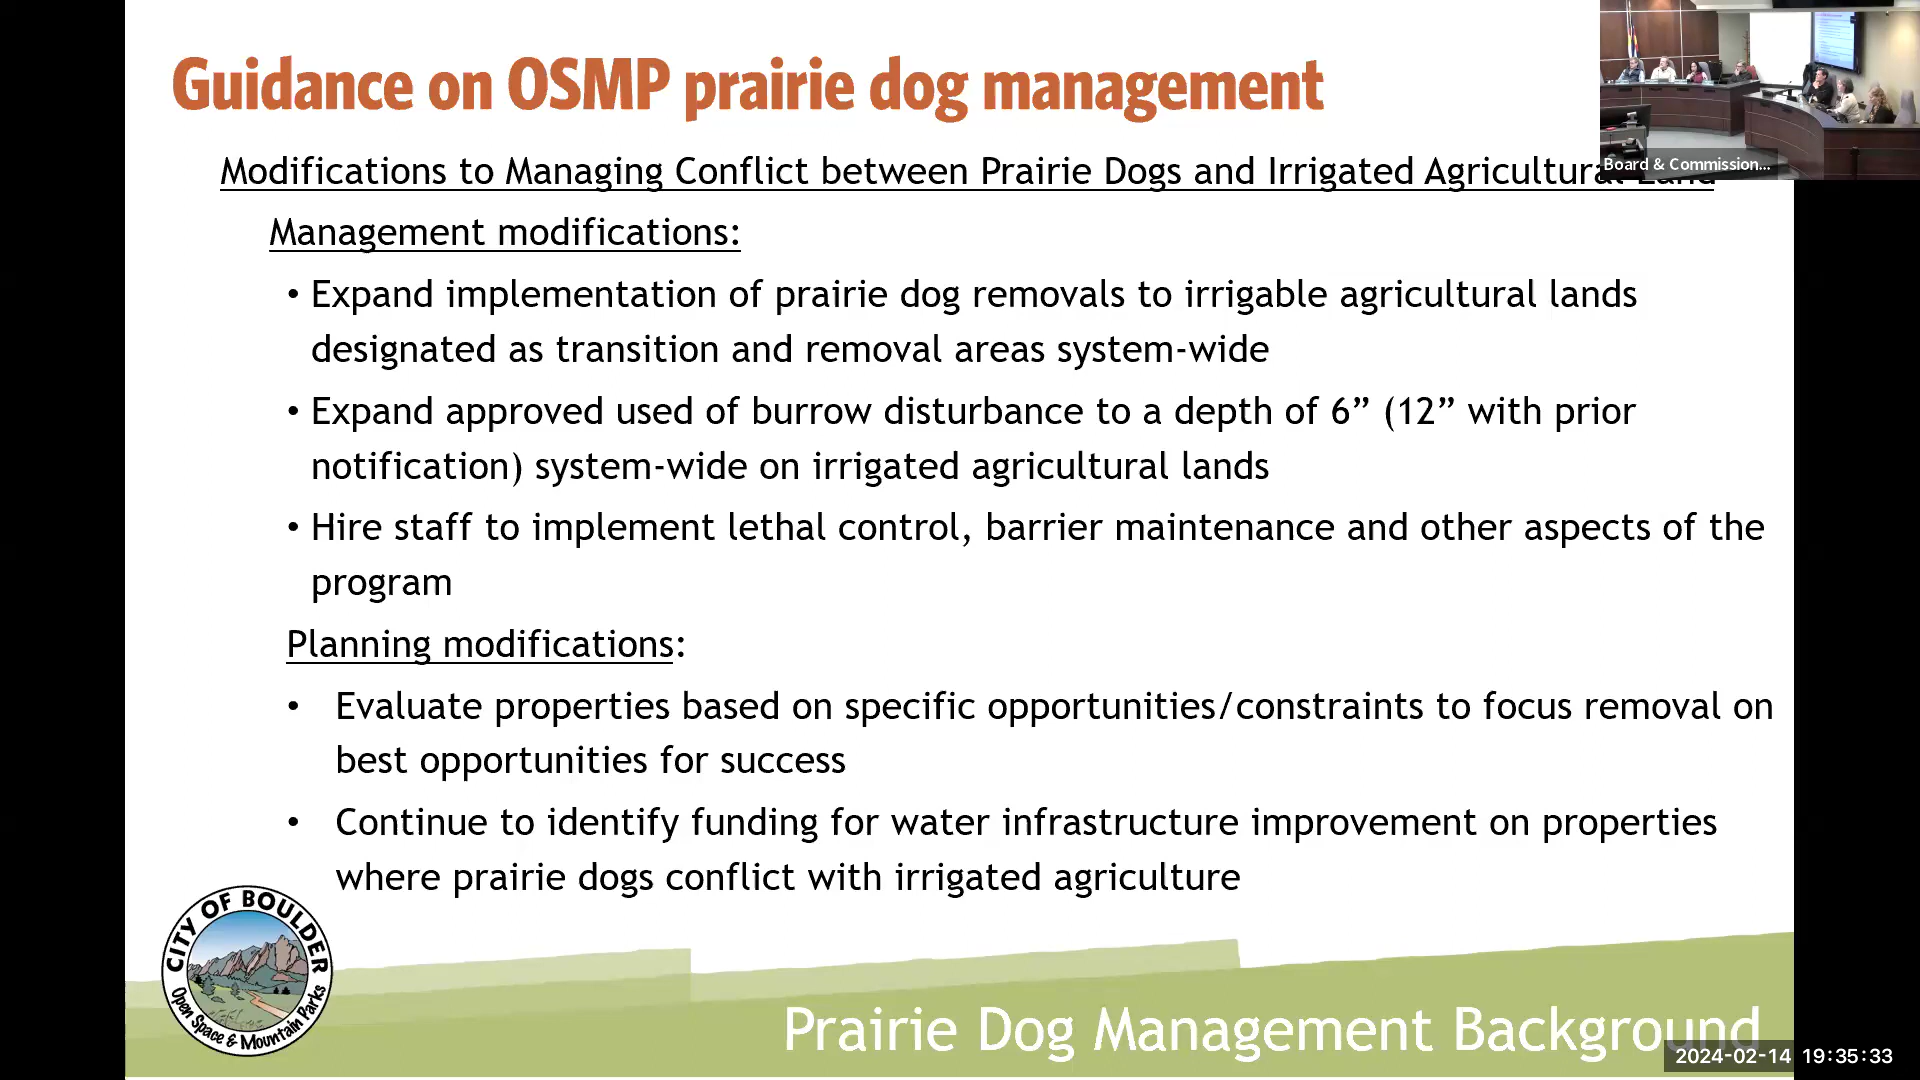 Guidance on OSMP prairie dog management
Modifications to Managing Conflict between Prairie Dogs and Irrigated Agricultural Land
Board & Commission...
Management modifications:
• Expand implementation of prairie dog removals to irrigable agricultural lands
designated as transition and removal areas system-wide
• Expand approved used of burrow disturbance to a depth of 6” (12” with prior
notification) system-wide on irrigated agricultural lands
• Hire staff to implement lethal control, barrier maintenance and other aspects of the
program
Planning modifications:
• Evaluate properties based on specific opportunities/constraints to focus removal on
best opportunities for success
• Continue to identify funding for water infrastructure improvement on properties
where prairie dogs conflict with irrigated agriculture
CITY OF BOULDER
Open Space & Mountain Parks
Prairie Dog Management Background
2024-02-14 19:35:33